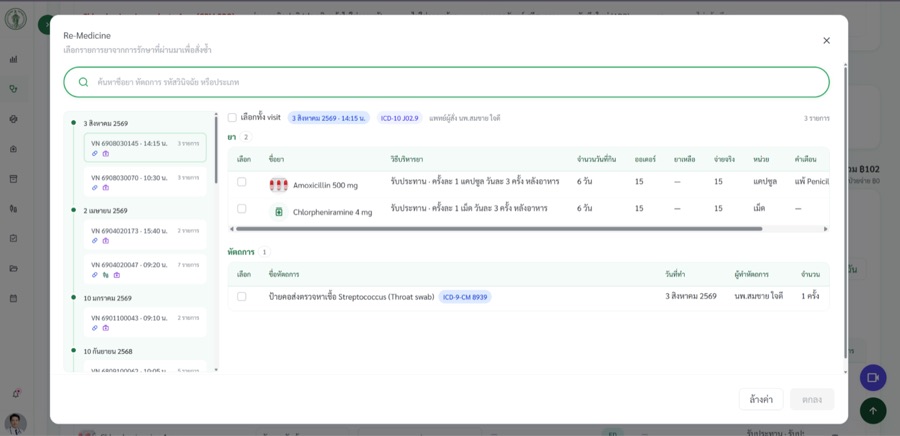 Re-Medicine
เลือกรายการยาจากการรักษาที่ผ่านมาเพื่อสั่งซ้ำ
ค้นหาชื่อยา หัตถการ รหัสวินิจฉัย หรือประเภท
3 สิงหาคม 2569
VN 6908030145 - 14:15 น. 3 รายการ
VN 6908030070 - 10:30 น. 3 รายการ
2 เมษายน 2569
VN 6904020173 - 15:40 น. 2 รายการ
VN 6904020047 - 09:20 น. 7 รายการ
10 มกราคม 2569
VN 6901100043 - 09:10 น. 2 รายการ
10 กันยายน 2568
VN 6809100062 - 10:05 น. 5 รายการ
เลือกทั้ง visit 3 สิงหาคม 2569 - 14:15 น. ICD-10 J02.9 แพทย์ผู้สั่ง นพ.สมชาย ใจดี 3 รายการ
ยา 2
เลือก ชื่อยา วิธีบริหารยา จำนวนวันที่กิน ออเดอร์ ยาเหลือ จ่ายจริง หน่วย คำเตือน
Amoxicillin 500 mg รับประทาน · ครั้งละ 1 แคปซูล วันละ 3 ครั้ง หลังอาหาร 6 วัน 15 — 15 แคปซูล แพ้ Penicil
Chlorpheniramine 4 mg รับประทาน · ครั้งละ 1 เม็ด วันละ 3 ครั้ง หลังอาหาร 6 วัน 15 — 15 เม็ด —
หัตถการ 1
เลือก ชื่อหัตถการ วันที่ทำ ผู้ทำหัตถการ จำนวน
ป้ายคอส่งตรวจหาเชื้อ Streptococcus (Throat swab) ICD-9-CM 8939 3 สิงหาคม 2569 นพ.สมชาย ใจดี 1 ครั้ง
ล้างค่า ตกลง
฿102